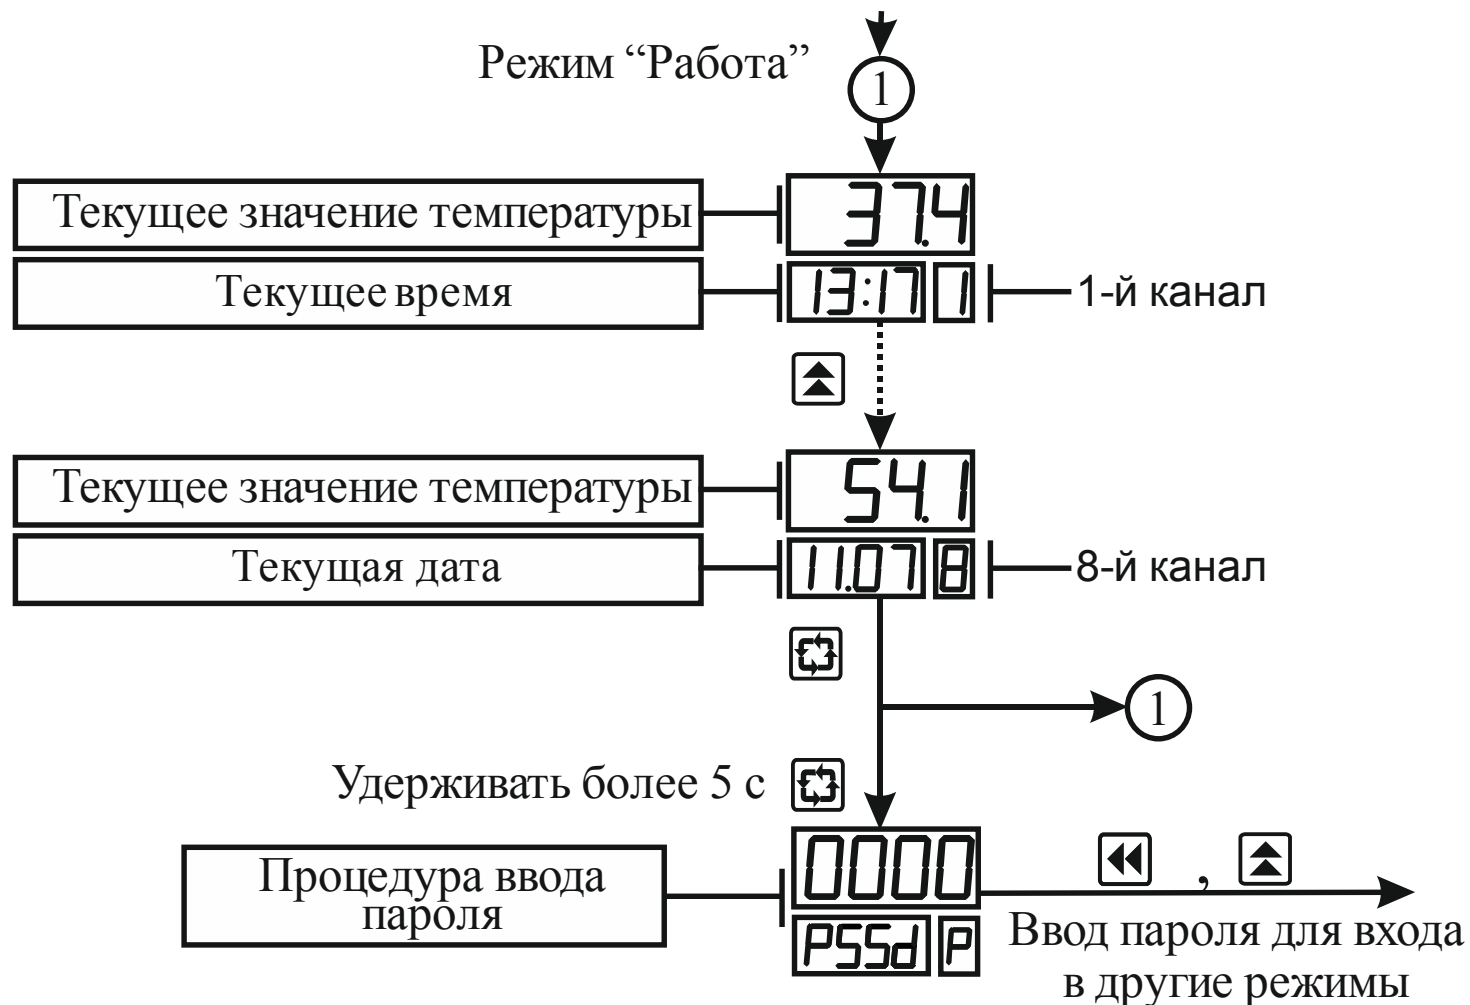 Режим “Работа”
1
Текущее значение температуры
37.4
Текущее время
13:17 1
1-й канал
Текущее значение температуры
54.1
Текущая дата
11.07 8
8-й канал
1
Удерживать более 5 с
Процедура ввода
пароля
0000
PSSd P
,
Ввод пароля для входа
в другие режимы